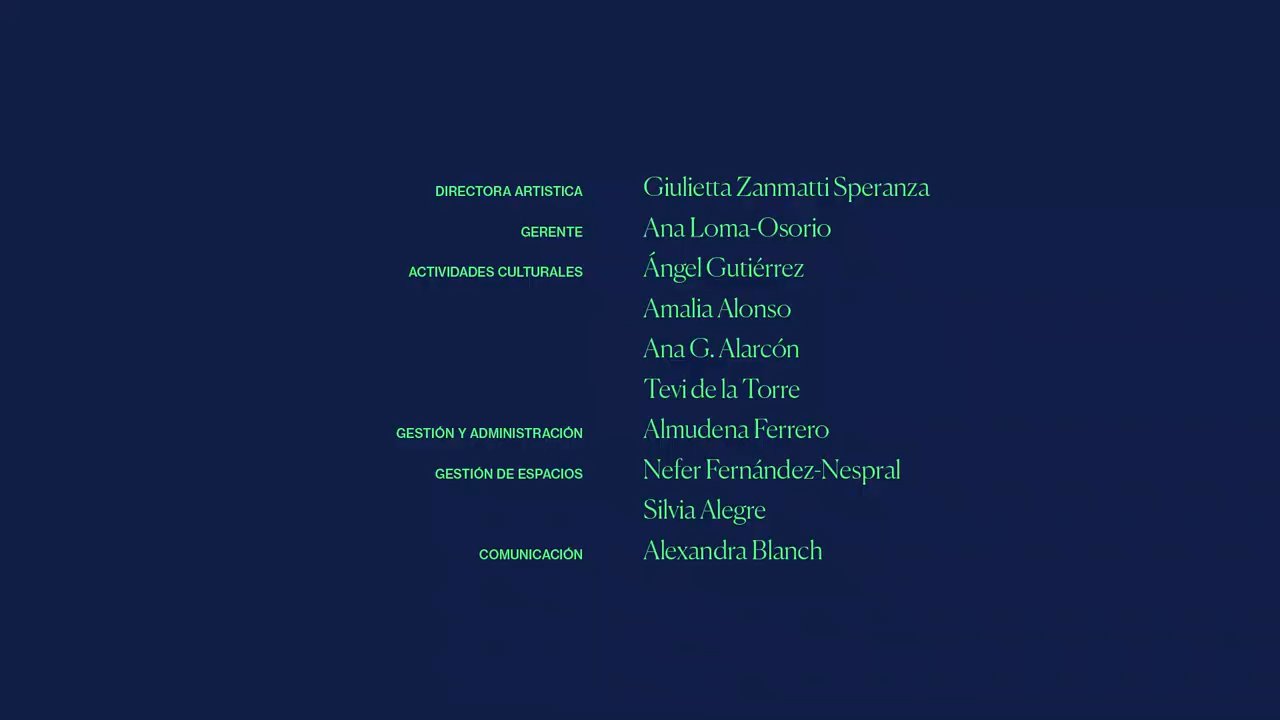 DIRECTORA ARTISTICA Giulietta Zanmatti Speranza
GERENTE Ana Loma-Osorio
ACTIVIDADES CULTURALES Ángel Gutiérrez
Amalia Alonso
Ana G. Alarcón
Tevi de la Torre
GESTIÓN Y ADMINISTRACIÓN Almudena Ferrero
GESTIÓN DE ESPACIOS Nefer Fernández-Nespral
Silvia Alegre
COMUNICACIÓN Alexandra Blanch